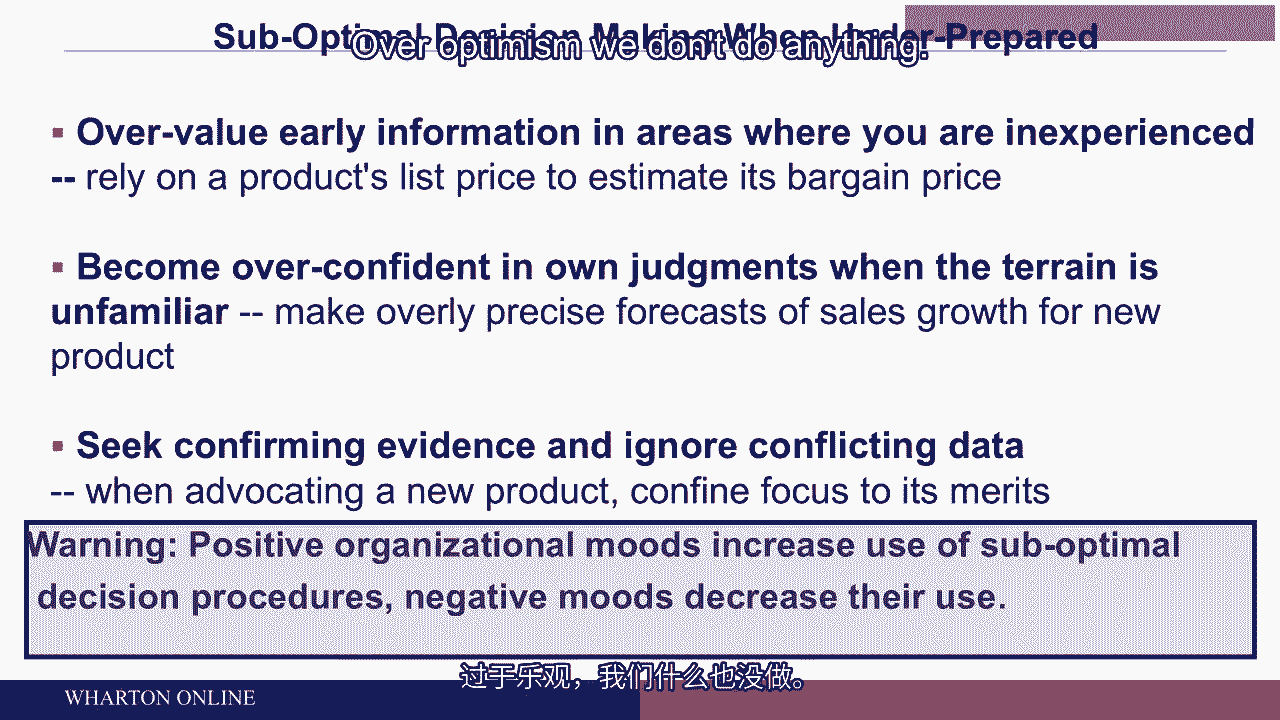 Sub-Optimal Decision Making When Under-Prepared
Over optimism we don't do anything.
▪ Over-value early information in areas where you are inexperienced
-- rely on a product's list price to estimate its bargain price
▪ Become over-confident in own judgments when the terrain is
unfamiliar -- make overly precise forecasts of sales growth for new
product
▪ Seek confirming evidence and ignore conflicting data
-- when advocating a new product, confine focus to its merits
Warning: Positive organizational moods increase use of sub-optimal
decision procedures, negative moods decrease their use.
过于乐观，我们什么也没做。
WHARTON ONLINE